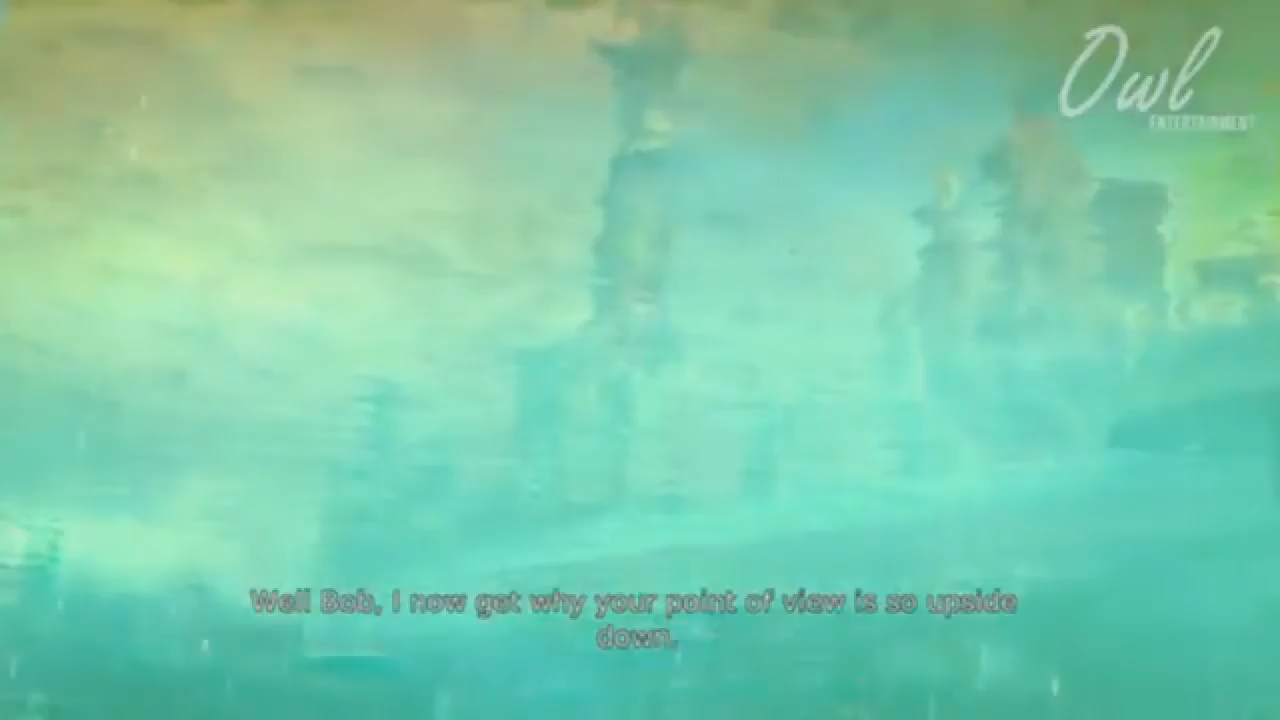 Owl
ENTERTAINMENT
Well Bob, I now get why your point of view is so upside
down.